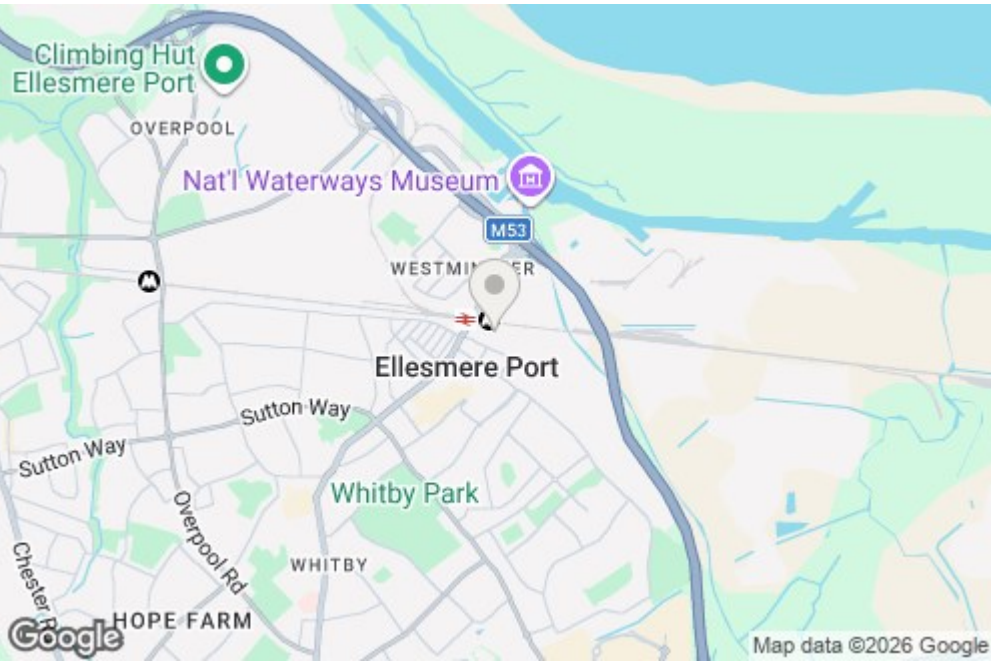 Climbing Hut
Ellesmere Port
OVERPOOL
Nat'l Waterways Museum
M53
Ellesmere Port
Sutton Way
Sutton Way
Whitby Park
Overpool Rd
WHITBY
HOPE FARM
Google
Map data ©2026 Google